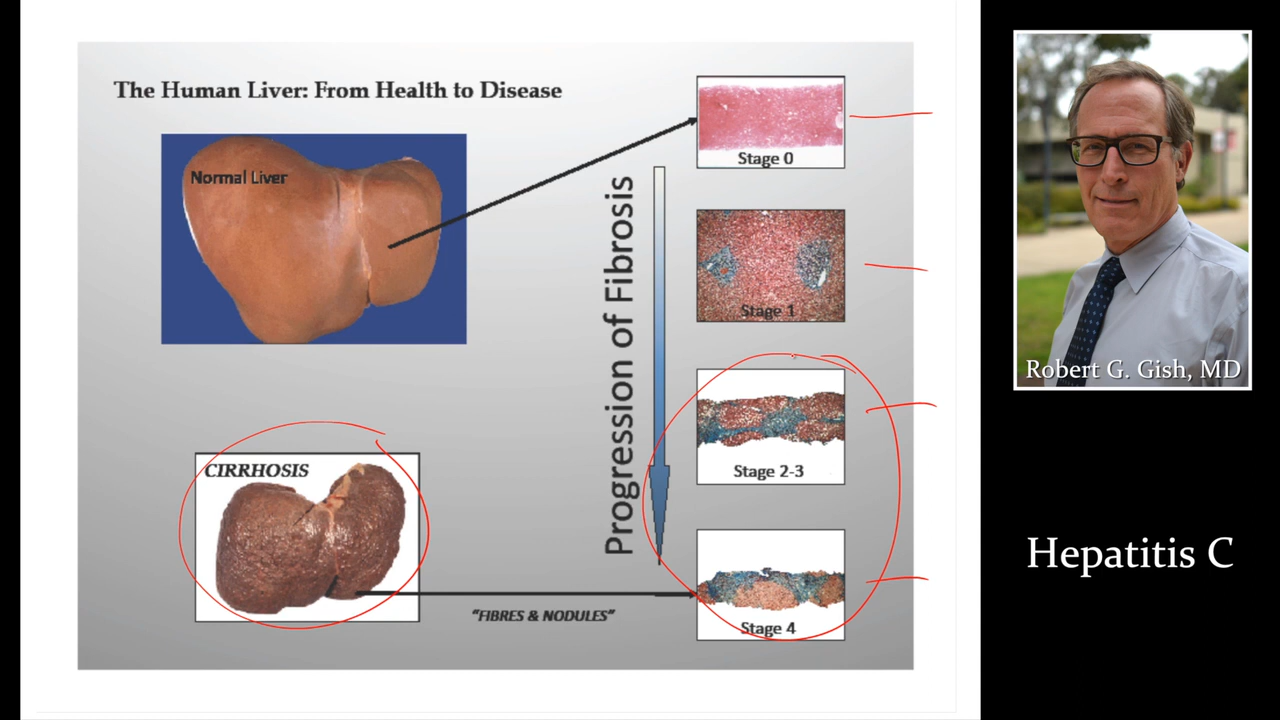 The Human Liver: From Health to Disease
Normal Liver
Stage 0
Progression of Fibrosis
Stage 1
Stage 2-3
CIRRHOSIS
"FIBRES & NODULES"
Stage 4
Robert G. Gish, MD
Hepatitis C